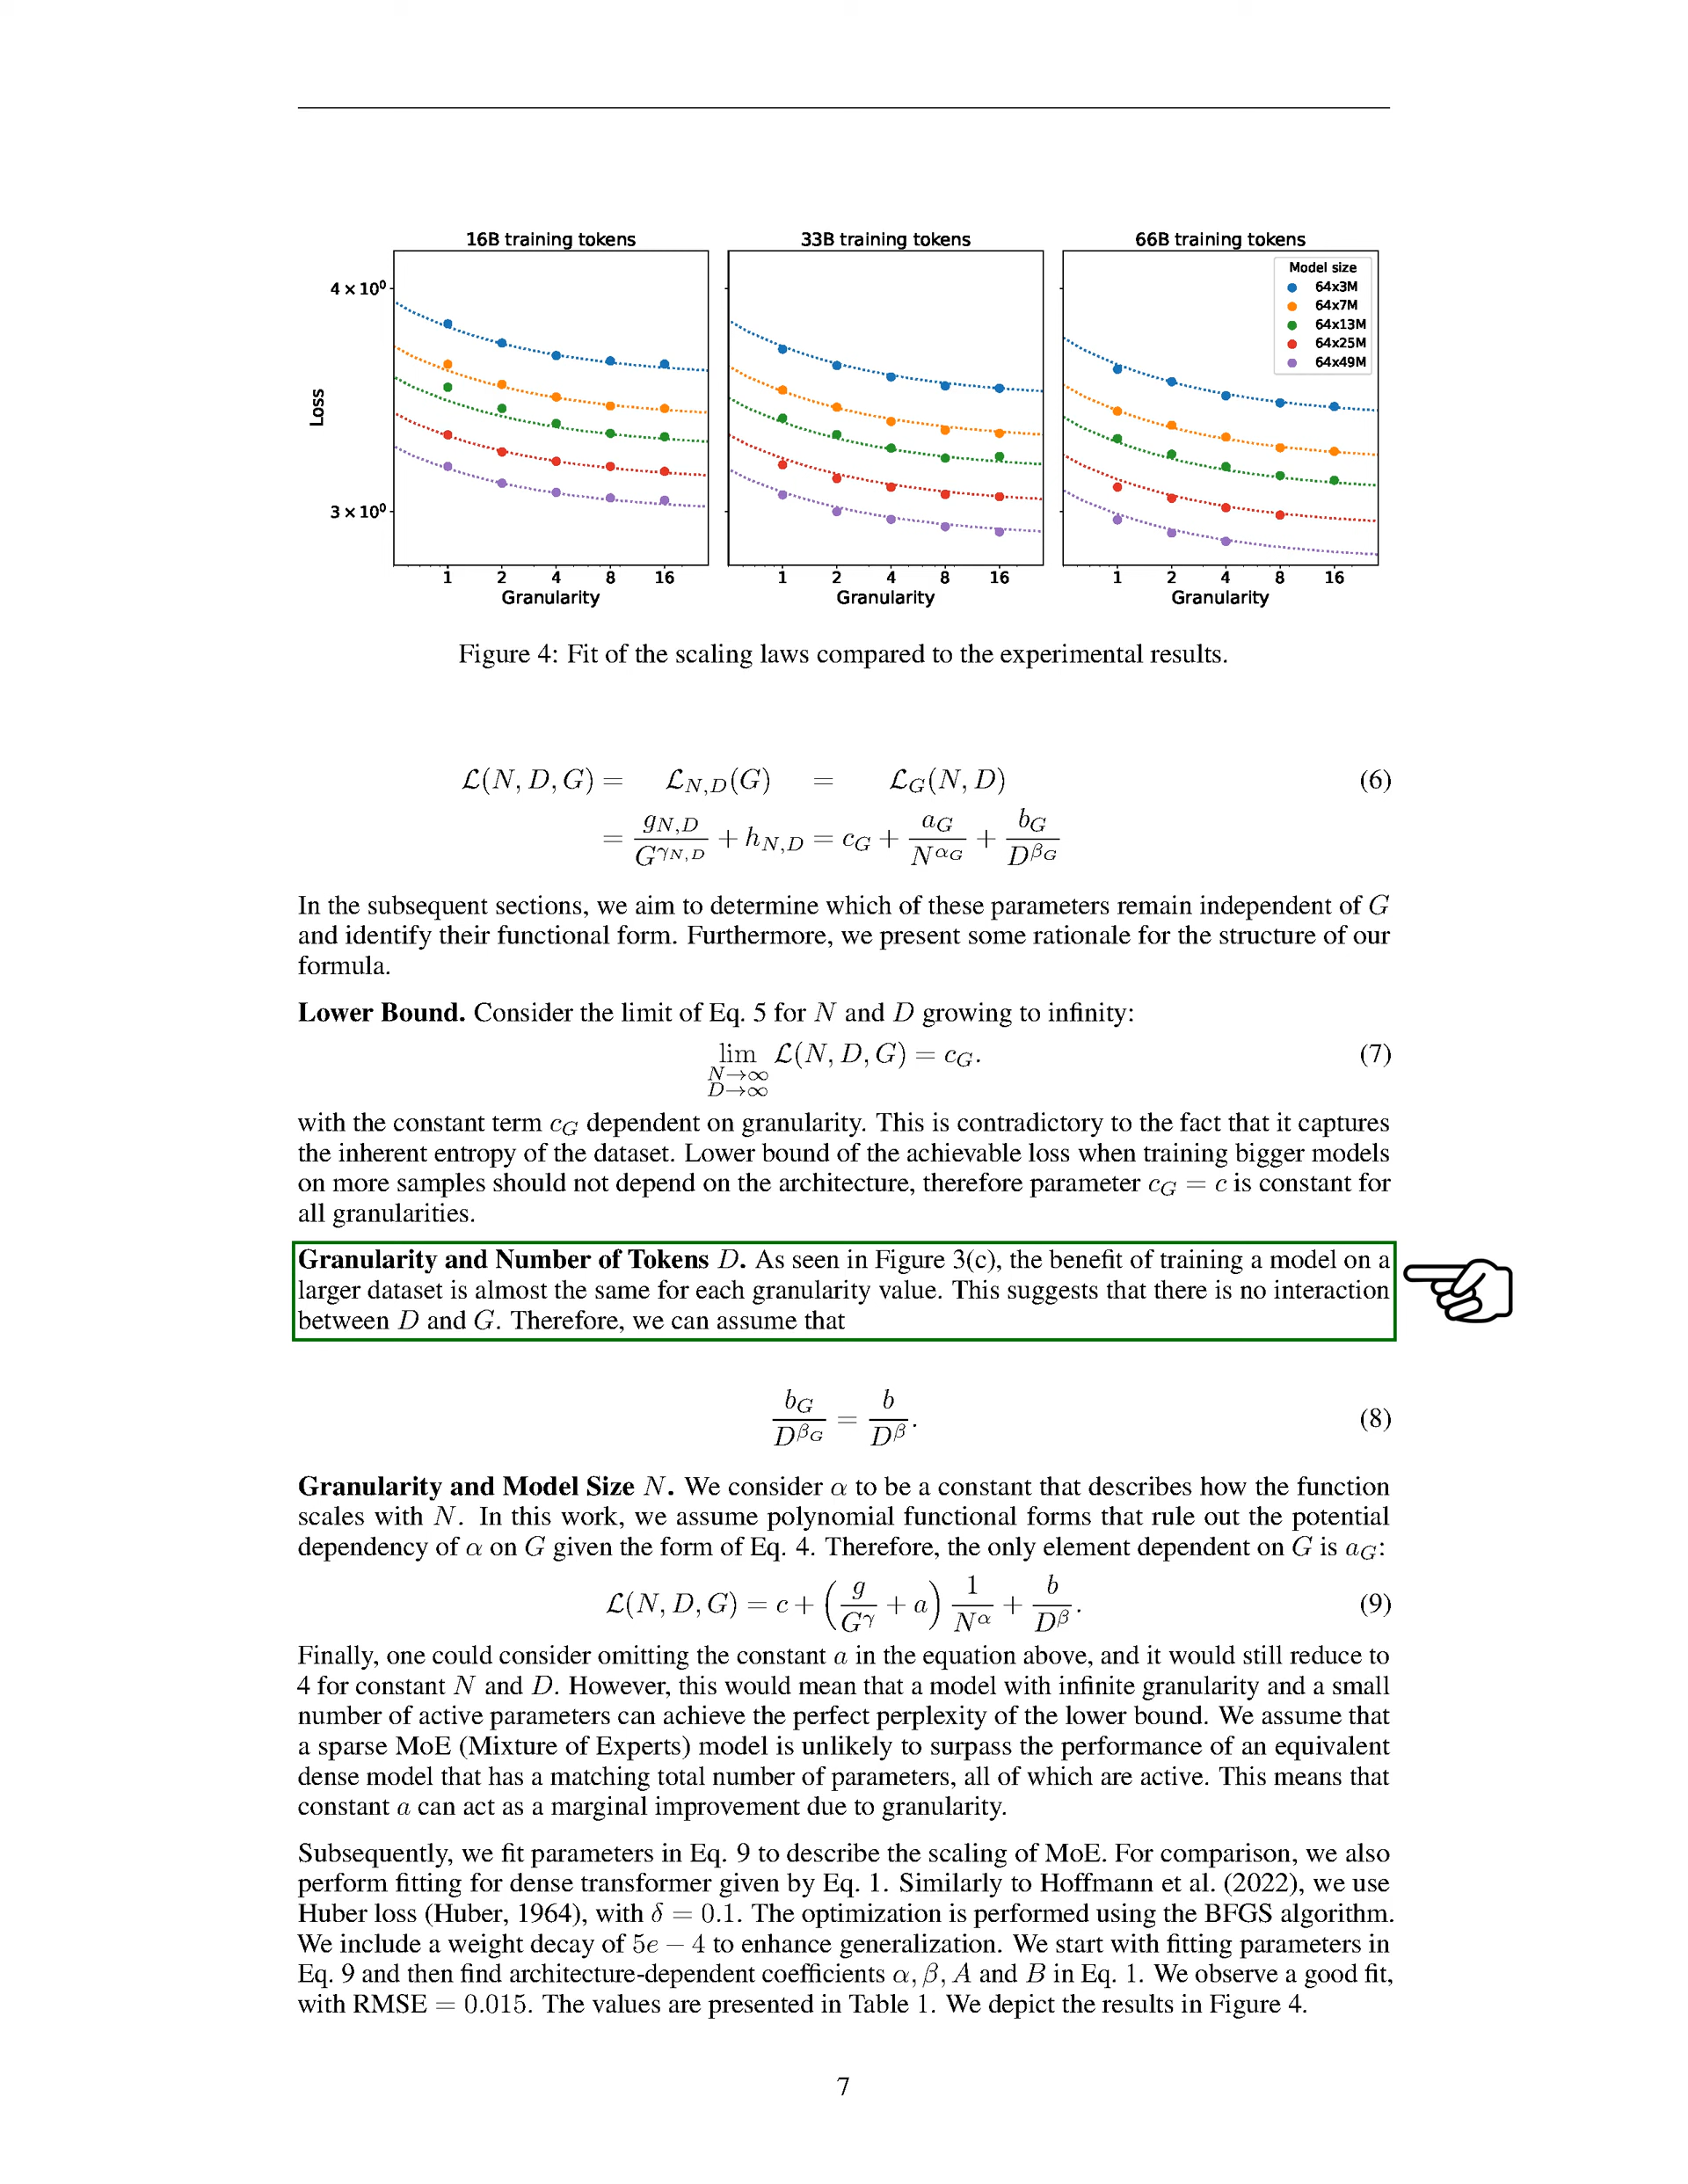 16B training tokens
33B training tokens
66B training tokens
4 × 10⁰
3 × 10⁰
Loss
Model size
64x3M
64x7M
64x13M
64x25M
64x49M
1 2 4 8 16
1 2 4 8 16
1 2 4 8 16
Granularity
Granularity
Granularity
Figure 4: Fit of the scaling laws compared to the experimental results.
ℒ(N, D, G) = ℒ_{N,D}(G) = ℒ_G(N, D) (6)
= g_{N,D} / G^{γ_{N,D}} + h_{N,D} = c_G + a_G / N^{α_G} + b_G / D^{β_G}
In the subsequent sections, we aim to determine which of these parameters remain independent of G
and identify their functional form. Furthermore, we present some rationale for the structure of our
formula.
Lower Bound. Consider the limit of Eq. 5 for N and D growing to infinity:
lim ℒ(N, D, G) = c_G. (7)
N→∞
D→∞
with the constant term c_G dependent on granularity. This is contradictory to the fact that it captures
the inherent entropy of the dataset. Lower bound of the achievable loss when training bigger models
on more samples should not depend on the architecture, therefore parameter c_G = c is constant for
all granularities.
Granularity and Number of Tokens D. As seen in Figure 3(c), the benefit of training a model on a
larger dataset is almost the same for each granularity value. This suggests that there is no interaction
between D and G. Therefore, we can assume that
b_G / D^{β_G} = b / D^β. (8)
Granularity and Model Size N. We consider α to be a constant that describes how the function
scales with N. In this work, we assume polynomial functional forms that rule out the potential
dependency of α on G given the form of Eq. 4. Therefore, the only element dependent on G is a_G:
ℒ(N, D, G) = c + (g / G^γ + a) 1 / N^α + b / D^β. (9)
Finally, one could consider omitting the constant a in the equation above, and it would still reduce to
4 for constant N and D. However, this would mean that a model with infinite granularity and a small
number of active parameters can achieve the perfect perplexity of the lower bound. We assume that
a sparse MoE (Mixture of Experts) model is unlikely to surpass the performance of an equivalent
dense model that has a matching total number of parameters, all of which are active. This means that
constant a can act as a marginal improvement due to granularity.
Subsequently, we fit parameters in Eq. 9 to describe the scaling of MoE. For comparison, we also
perform fitting for dense transformer given by Eq. 1. Similarly to Hoffmann et al. (2022), we use
Huber loss (Huber, 1964), with δ = 0.1. The optimization is performed using the BFGS algorithm.
We include a weight decay of 5e − 4 to enhance generalization. We start with fitting parameters in
Eq. 9 and then find architecture-dependent coefficients α, β, A and B in Eq. 1. We observe a good fit,
with RMSE = 0.015. The values are presented in Table 1. We depict the results in Figure 4.
7